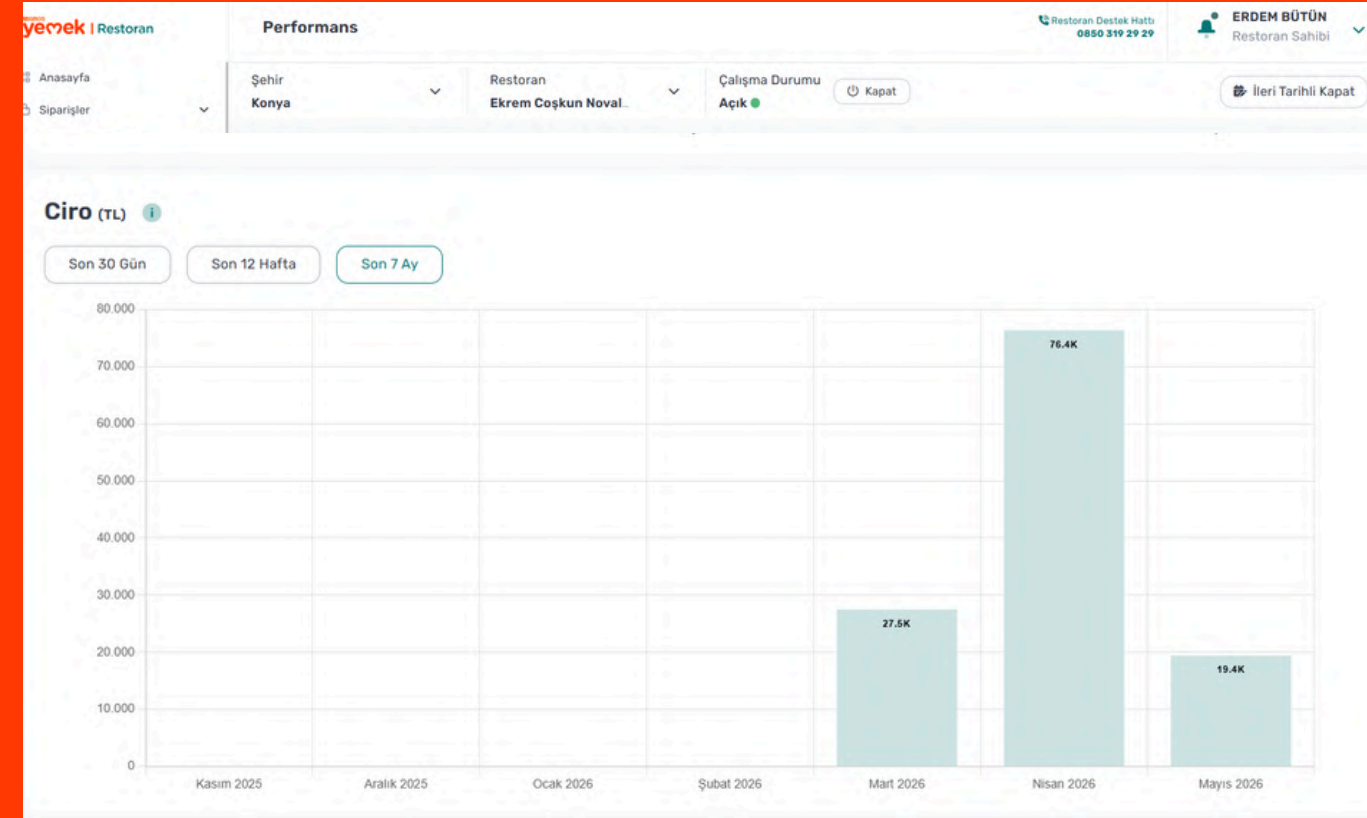 yemek | Restoran
Performans
Restoran Destek Hattı
0850 319 29 29
ERDEM BÜTÜN
Restoran Sahibi
Anasayfa
Siparişler
Şehir
Konya
Restoran
Ekrem Coşkun Noval..
Çalışma Durumu
Açık
Kapat
İleri Tarihli Kapat
Ciro (TL) i
Son 30 Gün
Son 12 Hafta
Son 7 Ay
80.000
70.000
60.000
50.000
40.000
30.000
20.000
10.000
0
27.5K
76.4K
19.4K
Kasım 2025
Aralık 2025
Ocak 2026
Şubat 2026
Mart 2026
Nisan 2026
Mayıs 2026